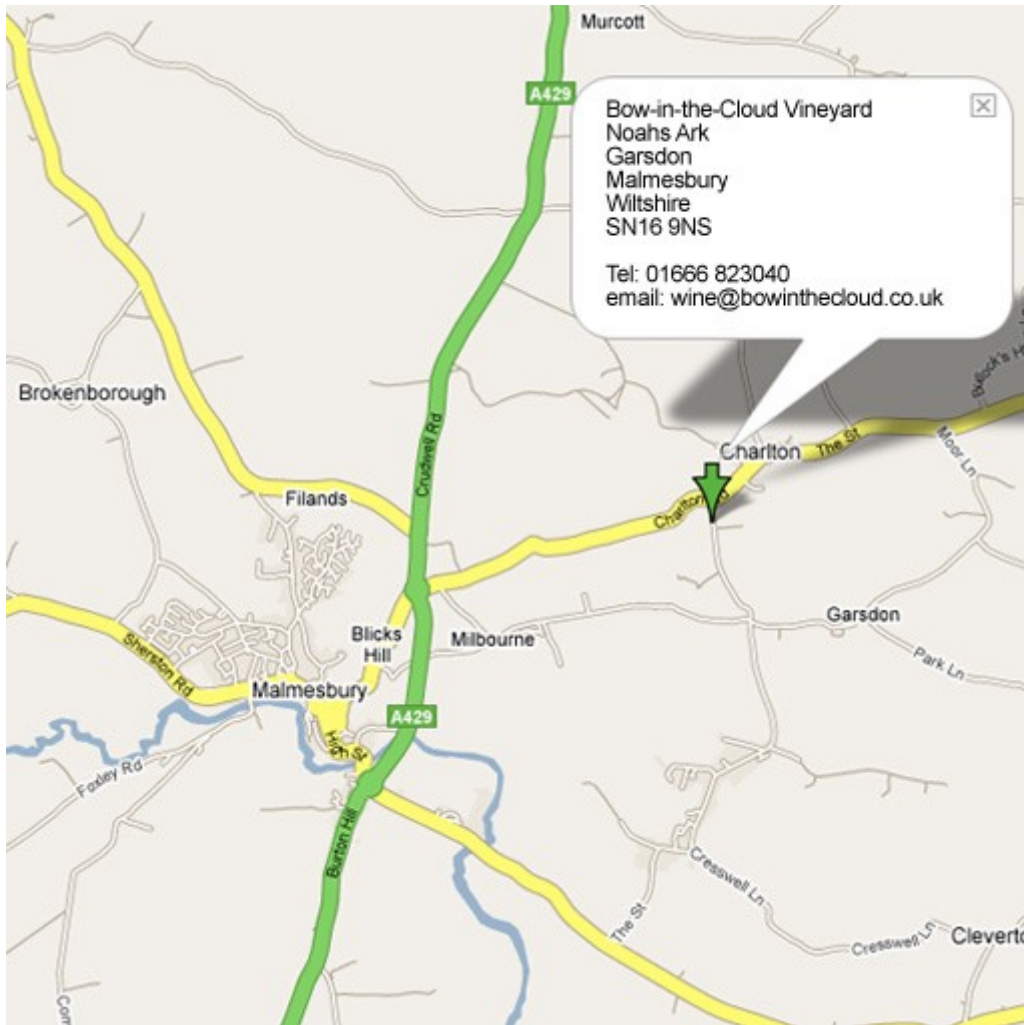 Murcott
A429
Bow-in-the-Cloud Vineyard
Noahs Ark
Garsdon
Malmesbury
Wiltshire
SN16 9NS
Tel: 01666 823040
email: wine@bowinthecloud.co.uk
Brokenborough
Crudwell Rd
Charlton
The St
Moor Ln
Filands
Charlton
Garsdon
Blicks
Hill
Milbourne
Sherston Rd
Park Ln
Malmesbury
A429
High St
Foxley Rd
Burton Hill
Cresswell Ln
The St
Cresswell Ln